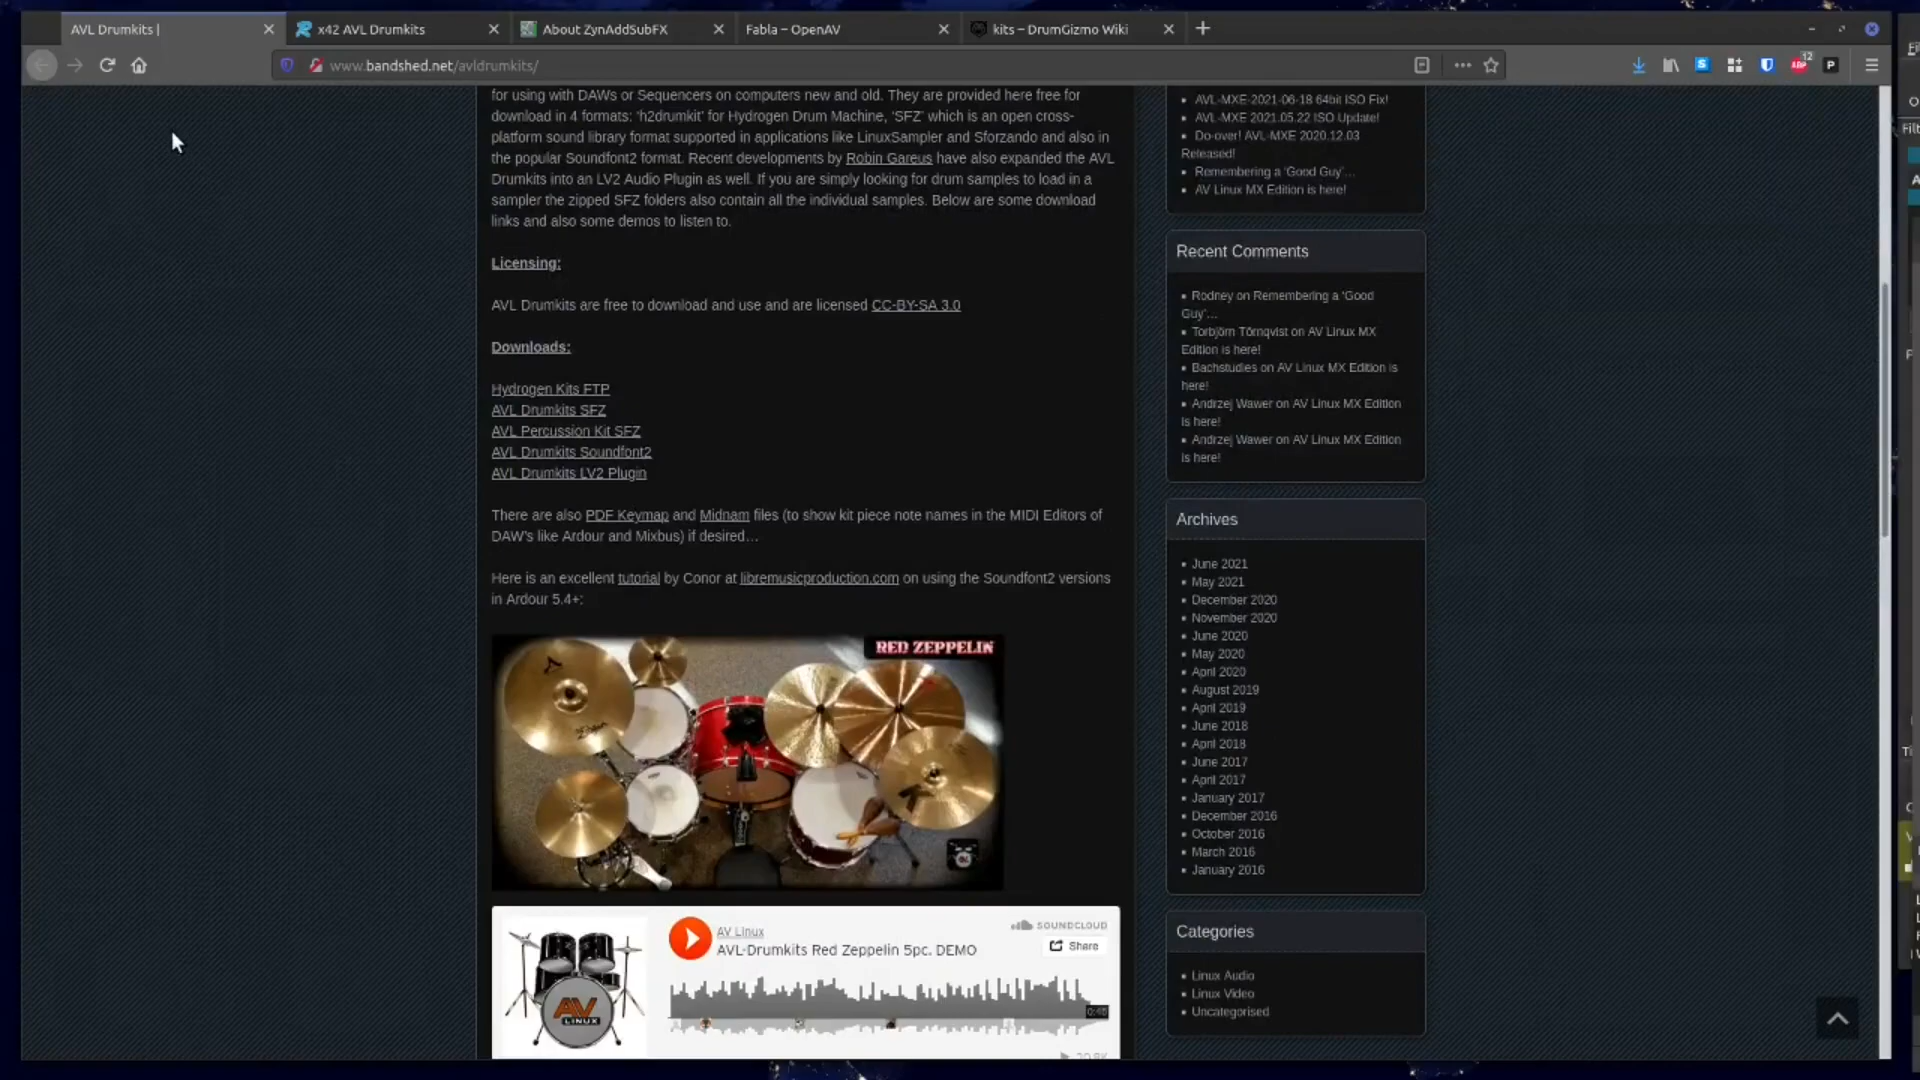 AVL Drumkits |
x42 AVL Drumkits
About ZynAddSubFX
Fabla – OpenAV
kits – DrumGizmo Wiki
www.bandshed.net/avldrumkits/
12
ABP
S
P
for using with DAWs or Sequencers on computers new and old. They are provided here free for
download in 4 formats: ‘h2drumkit’ for Hydrogen Drum Machine, ‘SFZ’ which is an open cross-
platform sound library format supported in applications like LinuxSampler and Sforzando and also in
the popular Soundfont2 format. Recent developments by Robin Gareus have also expanded the AVL
Drumkits into an LV2 Audio Plugin as well. If you are simply looking for drum samples to load in a
sampler the zipped SFZ folders also contain all the individual samples. Below are some download
links and also some demos to listen to.
Licensing:
AVL Drumkits are free to download and use and are licensed CC-BY-SA 3.0
Downloads:
Hydrogen Kits FTP
AVL Drumkits SFZ
AVL Percussion Kit SFZ
AVL Drumkits Soundfont2
AVL Drumkits LV2 Plugin
There are also PDF Keymap and Midnam files (to show kit piece note names in the MIDI Editors of
DAW’s like Ardour and Mixbus) if desired…
Here is an excellent tutorial by Conor at libremusicproduction.com on using the Soundfont2 versions
in Ardour 5.4+:
RED ZEPPELIN
AV Linux
AVL-Drumkits Red Zeppelin 5pc. DEMO
SOUNDCLOUD
Share
0:48
AV
LINUX
AVL-MXE-2021-06-18 64bit ISO Fix!
AVL-MXE 2021.05.22 ISO Update!
Do-over! AVL-MXE 2020.12.03
Released!
Remembering a ‘Good Guy’…
AV Linux MX Edition is here!
Recent Comments
Rodney on Remembering a ‘Good
Guy’…
Torbjörn Törnqvist on AV Linux MX
Edition is here!
Bachstudies on AV Linux MX Edition is
here!
Andrzej Wawer on AV Linux MX Edition
is here!
Andrzej Wawer on AV Linux MX Edition
is here!
Archives
June 2021
May 2021
December 2020
November 2020
June 2020
May 2020
April 2020
August 2019
April 2019
June 2018
April 2018
June 2017
April 2017
January 2017
December 2016
October 2016
March 2016
January 2016
Categories
Linux Audio
Linux Video
Uncategorised